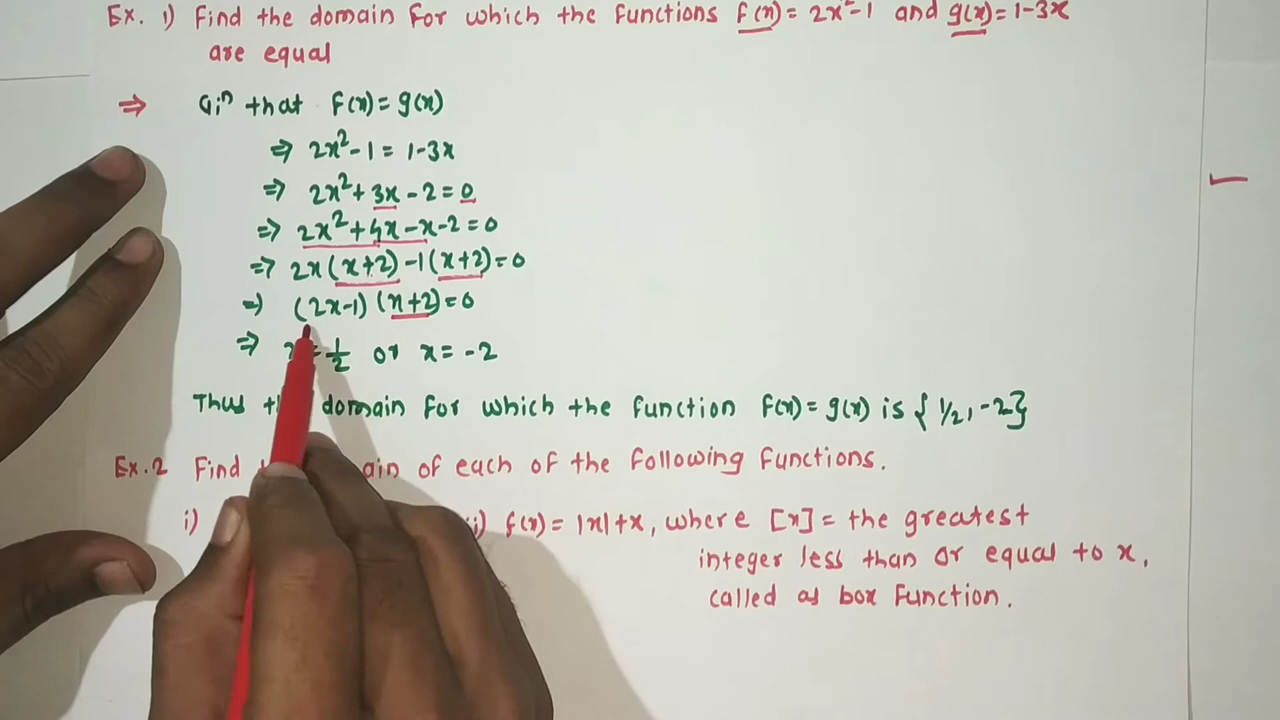 Ex. 1) Find the domain for which the functions f(x) = 2x²-1 and g(x) = 1-3x
are equal
⇒ Giⁿ that f(x) = g(x)
⇒ 2x²-1 = 1-3x
⇒ 2x²+3x-2=0
⇒ 2x²+4x-x-2=0
⇒ 2x(x+2)-1(x+2)=0
⇒ (2x-1)(x+2)=0
⇒ = 1/2 or x = -2
Thus domain for which the function f(x) = g(x) is {1/2, -2}
Ex. 2 Find of each of the following functions.
i) f(x) = |x|+x, where [x] = the greatest
integer less than or equal to x,
called as box function.